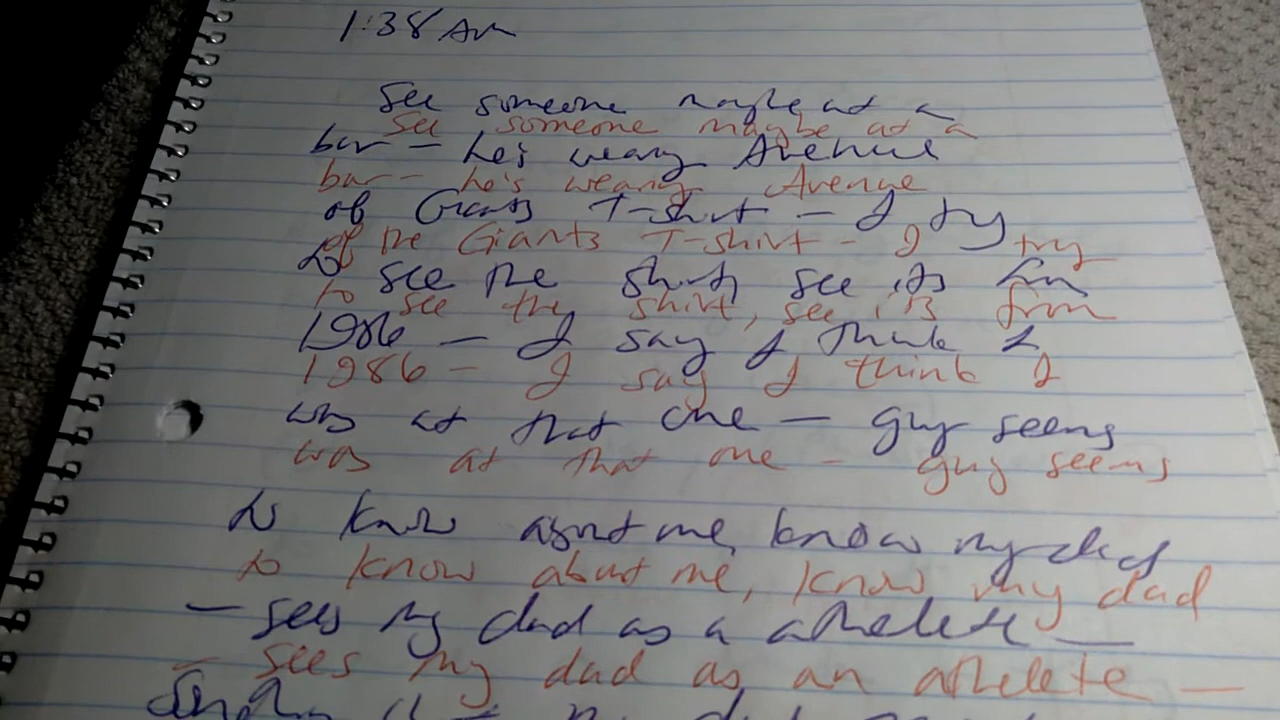 1:38 AM
See someone maybe at a
See someone maybe at a
bar — he's wearing Avenue
bar - he's wearing Avenue
of Giants T-shirt — I try
of the Giants T-shirt - I try
to see the shirt, see its from
to see the shirt, see its from
1986 — I say I think I
1986 - I say I think I
was at that one — guy seems
was at that one - guy seems
to know about me, know my dad
to know about me, know my dad
— sees my dad as a athelete —
- sees my dad as an athelete —